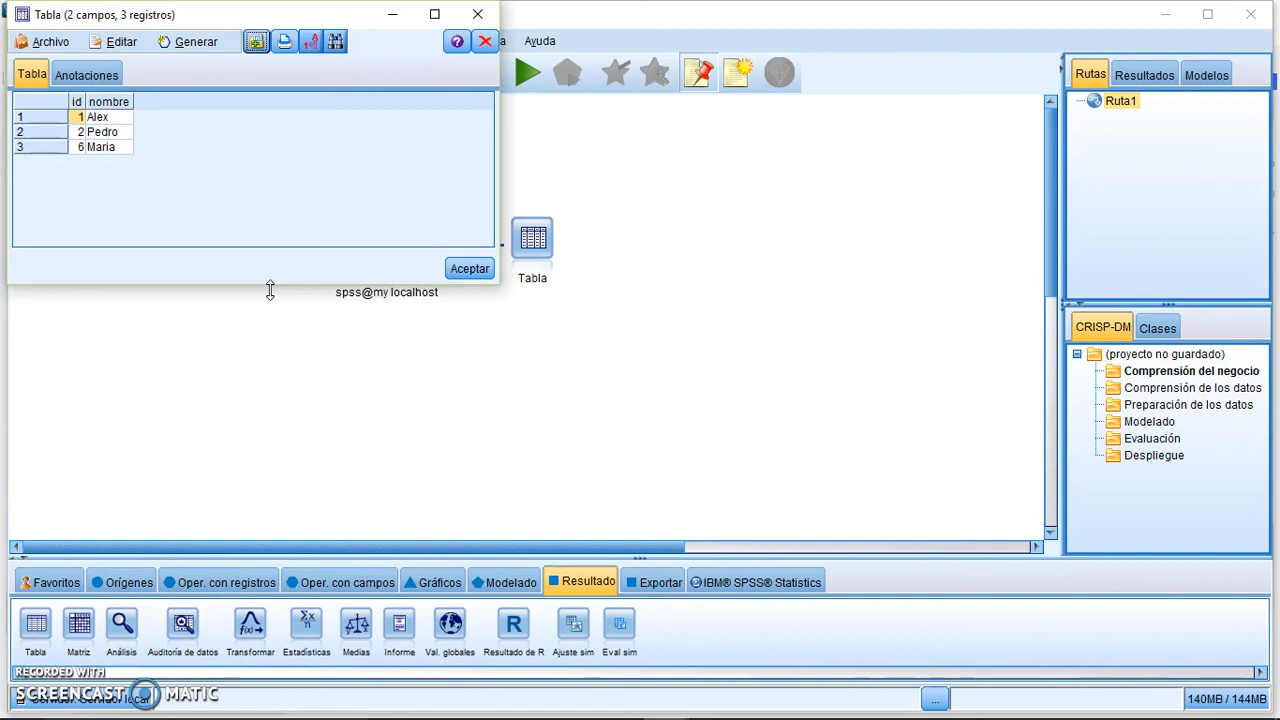 Tabla (2 campos, 3 registros)
Archivo Editar Generar
a Ayuda
Tabla Anotaciones
id nombre
1 1 Alex
2 2 Pedro
3 6 Maria
Aceptar
Tabla
spss@my localhost
Rutas Resultados Modelos
Ruta1
CRISP-DM Clases
(proyecto no guardado)
Comprensión del negocio
Comprensión de los datos
Preparación de los datos
Modelado
Evaluación
Despliegue
Favoritos Orígenes Oper. con registros Oper. con campos Gráficos Modelado Resultado Exportar IBM® SPSS® Statistics
Tabla Matriz Análisis Auditoría de datos Transformar Estadísticas Medias Informe Val. globales Resultado de R Ajuste sim Eval sim
RECORDED WITH
SCREENCAST MATIC
Servidor: Servidor local
... 140MB / 144MB